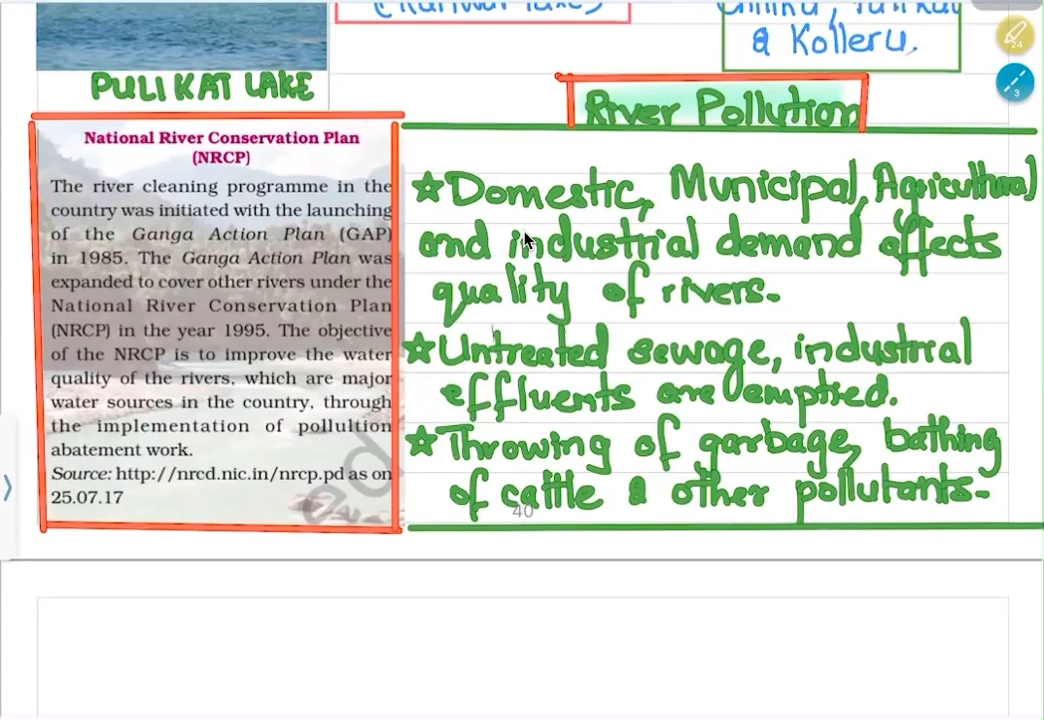 & Kolleru.
PULIKAT LAKE
River Pollution
National River Conservation Plan
(NRCP)
The river cleaning programme in the
country was initiated with the launching
of the Ganga Action Plan (GAP)
in 1985. The Ganga Action Plan was
expanded to cover other rivers under the
National River Conservation Plan
(NRCP) in the year 1995. The objective
of the NRCP is to improve the water
quality of the rivers, which are major
water sources in the country, through
the implementation of pollultion
abatement work.
Source: http://nrcd.nic.in/nrcp.pd as on
25.07.17
☆Domestic, Municipal, Agricultural
and industrial demand effects
quality of rivers.
☆Untreated sewage, industrial
effluents are emptied.
☆Throwing of garbage, bathing
of cattle & other pollutants.
40
24
3